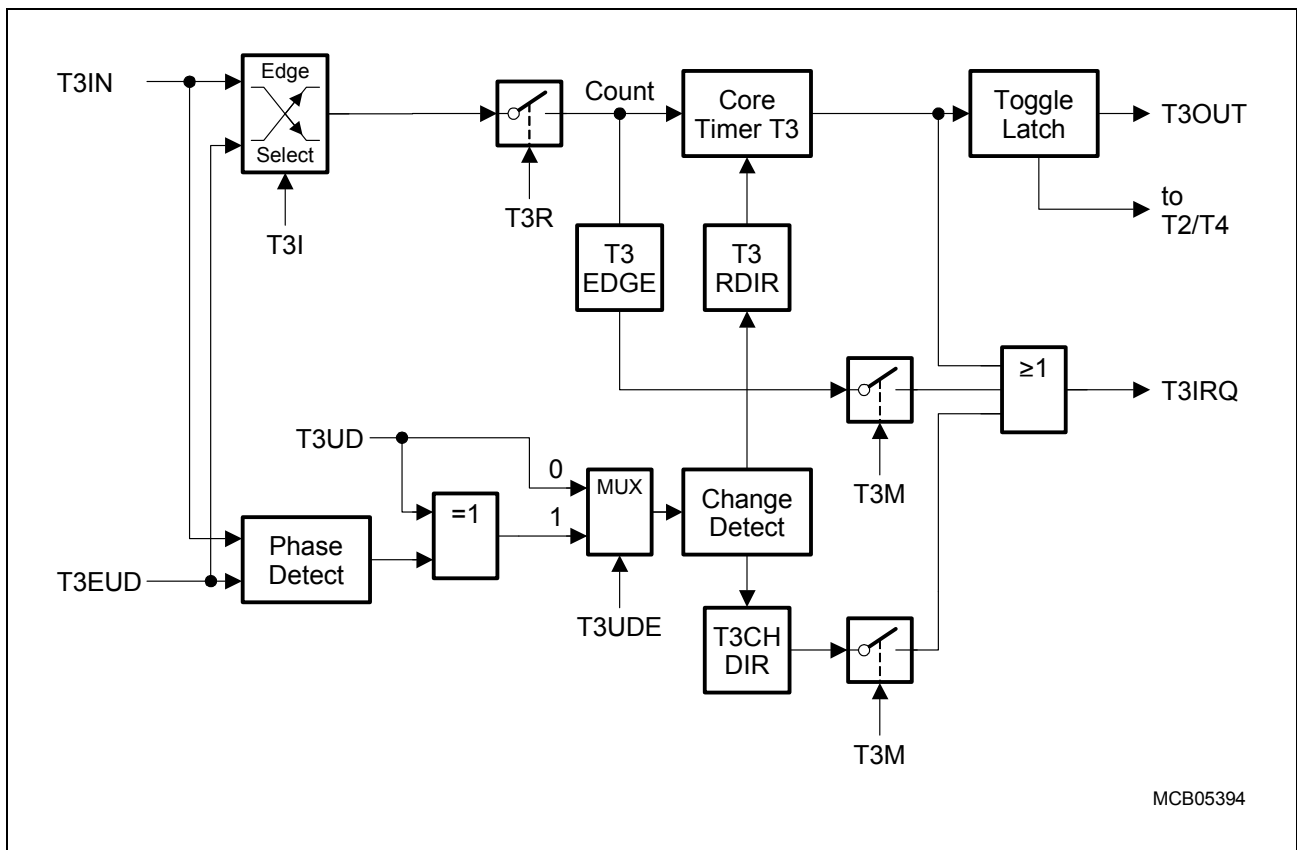 T3IN
Edge
Select
T3I
T3R
Count
Core
Timer T3
Toggle
Latch
T3OUT
to
T2/T4
T3
EDGE
T3
RDIR
≥1
T3IRQ
T3M
T3UD
0
1
MUX
=1
Change
Detect
Phase
Detect
T3EUD
T3UDE
T3CH
DIR
T3M
MCB05394